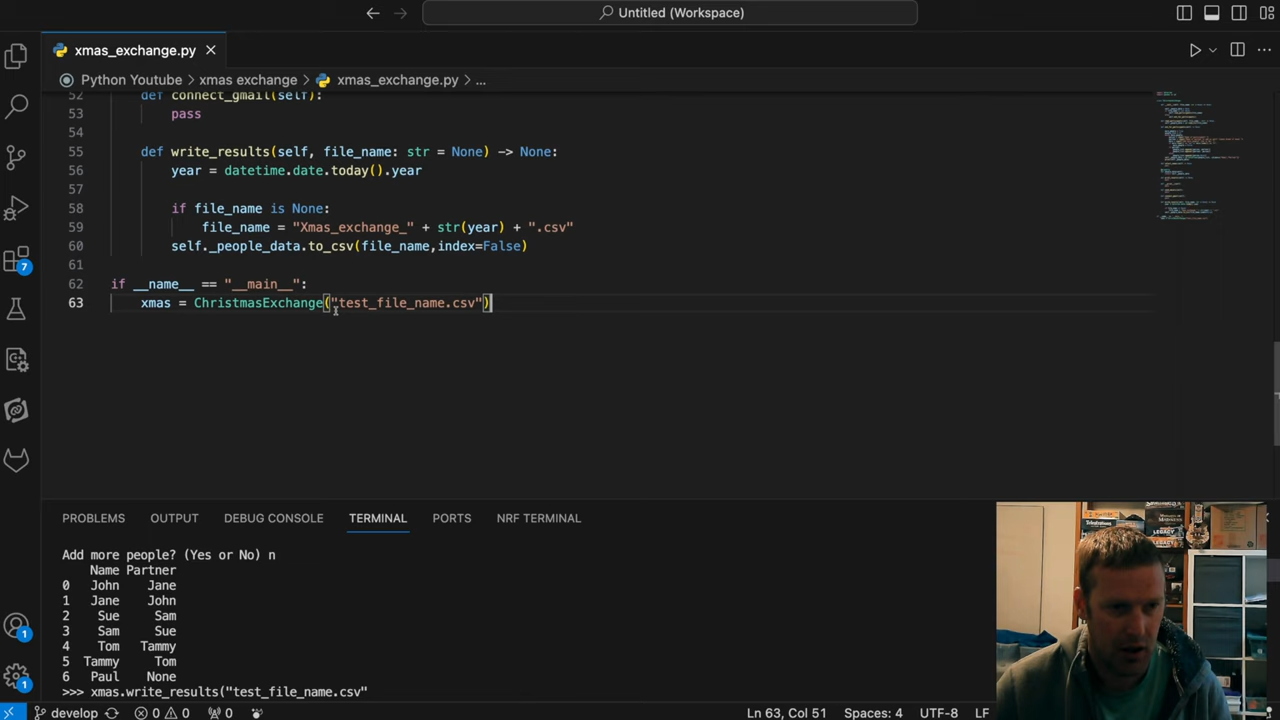 Untitled (Workspace)
xmas_exchange.py
Python Youtube > xmas exchange > xmas_exchange.py > ...
52 def connect_gmail(self):
53 pass
54
55 def write_results(self, file_name: str = None) -> None:
56 year = datetime.date.today().year
57
58 if file_name is None:
59 file_name = "Xmas_exchange_" + str(year) + ".csv"
60 self._people_data.to_csv(file_name,index=False)
61
62 if __name__ == "__main__":
63 xmas = ChristmasExchange("test_file_name.csv")
7
PROBLEMS OUTPUT DEBUG CONSOLE TERMINAL PORTS NRF TERMINAL
Add more people? (Yes or No) n
Name Partner
0 John Jane
1 Jane John
2 Sue Sam
3 Sam Sue
4 Tom Tammy
5 Tammy Tom
6 Paul None
>>> xmas.write_results("test_file_name.csv"
1
1
develop 0 0 0 Ln 63, Col 51 Spaces: 4 UTF-8 LF